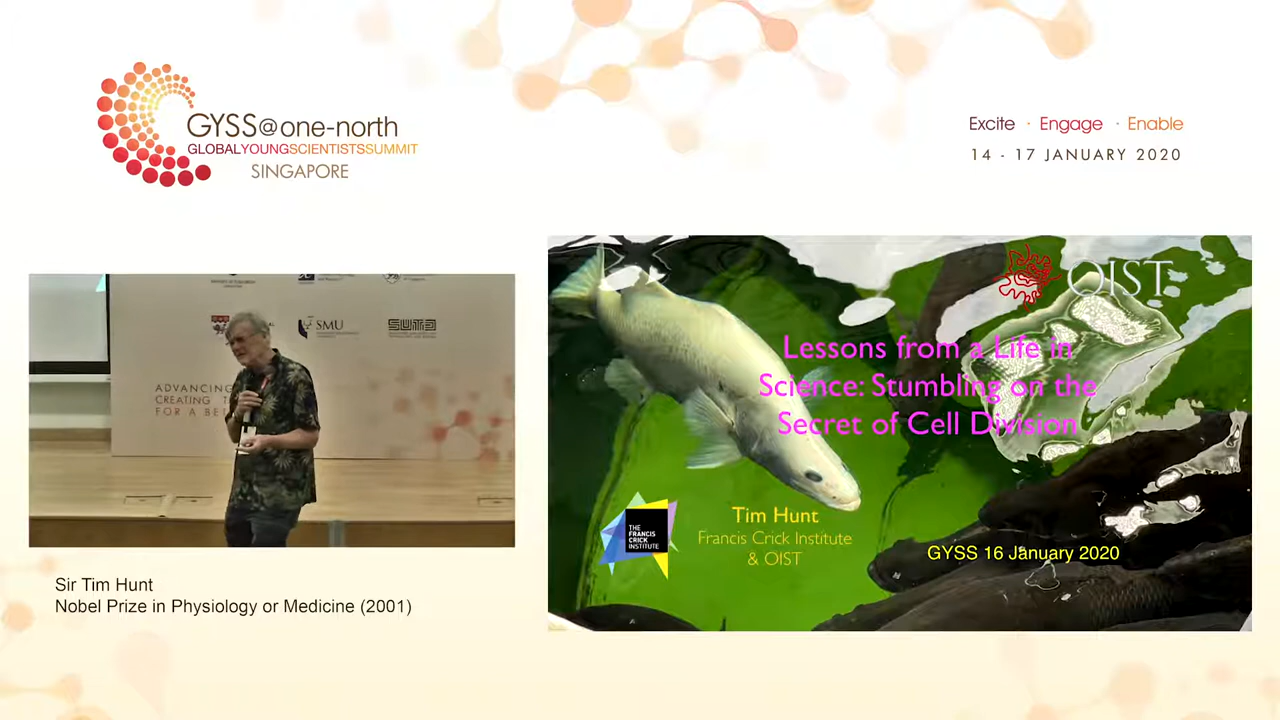 GYSS@one-north
GLOBALYOUNGSCIENTISTSSUMMIT
SINGAPORE
Excite · Engage · Enable
14 - 17 JANUARY 2020
SMU
ADVANCING
CREATING
FOR A BE
OIST
Lessons from a Life in
Science: Stumbling on the
Secret of Cell Division
THE
FRANCIS
CRICK
INSTITUTE
Tim Hunt
Francis Crick Institute
& OIST
GYSS 16 January 2020
Sir Tim Hunt
Nobel Prize in Physiology or Medicine (2001)